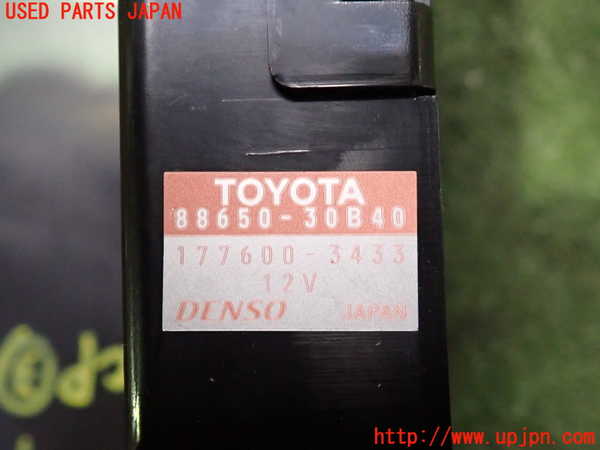 USED PARTS JAPAN
TOYOTA
88650-30B40
177600-3433
12V
DENSO JAPAN
http://www.upjpn.com/